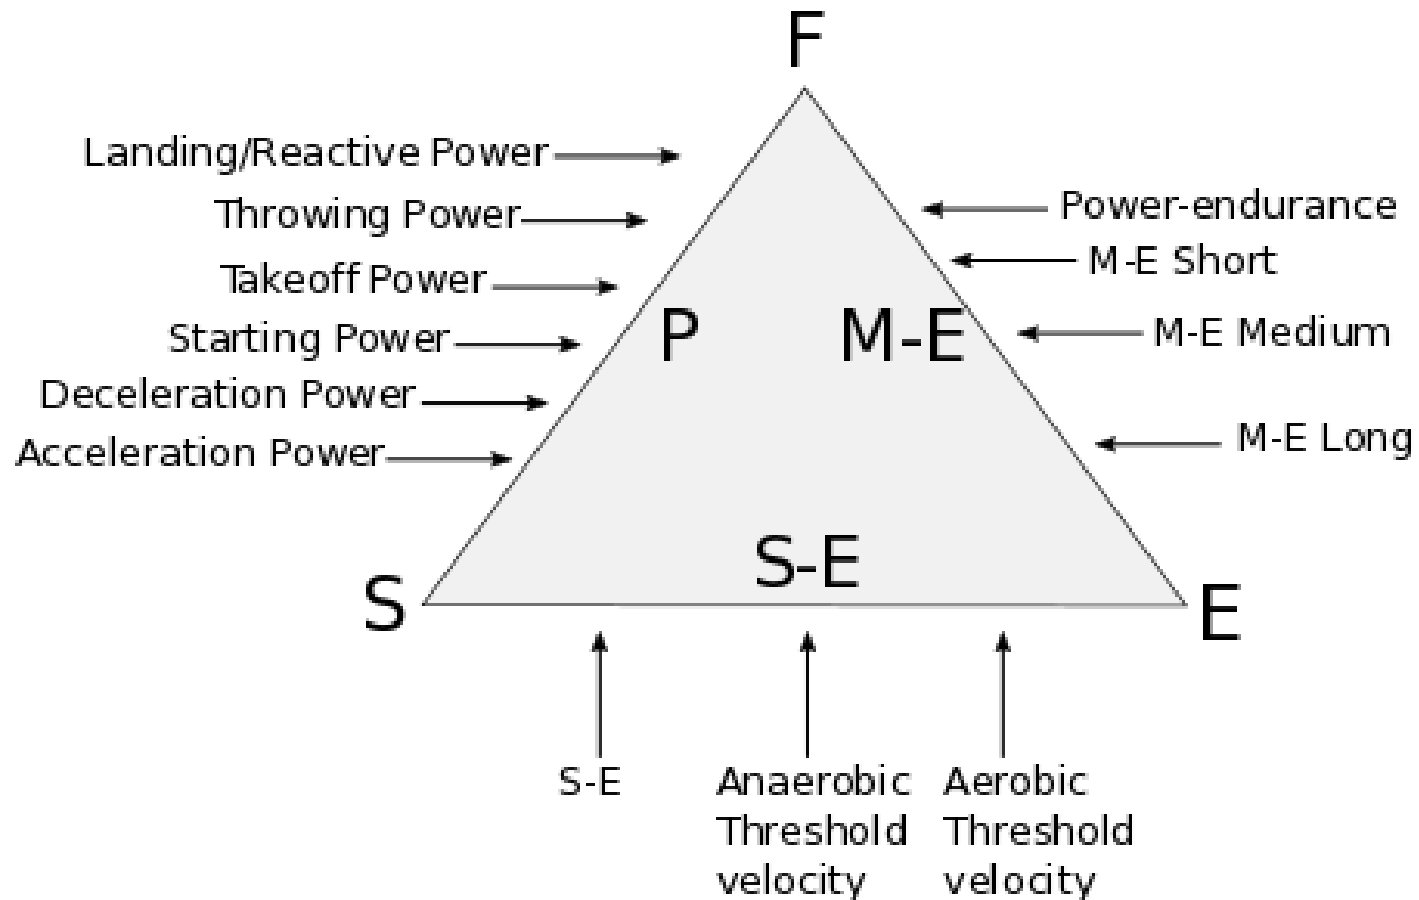 F
Landing/Reactive Power
Throwing Power
Takeoff Power
Starting Power
Deceleration Power
Acceleration Power
Power-endurance
M-E Short
M-E Medium
M-E Long
P
M-E
S-E
S
E
S-E
Anaerobic
Threshold
velocity
Aerobic
Threshold
velocity